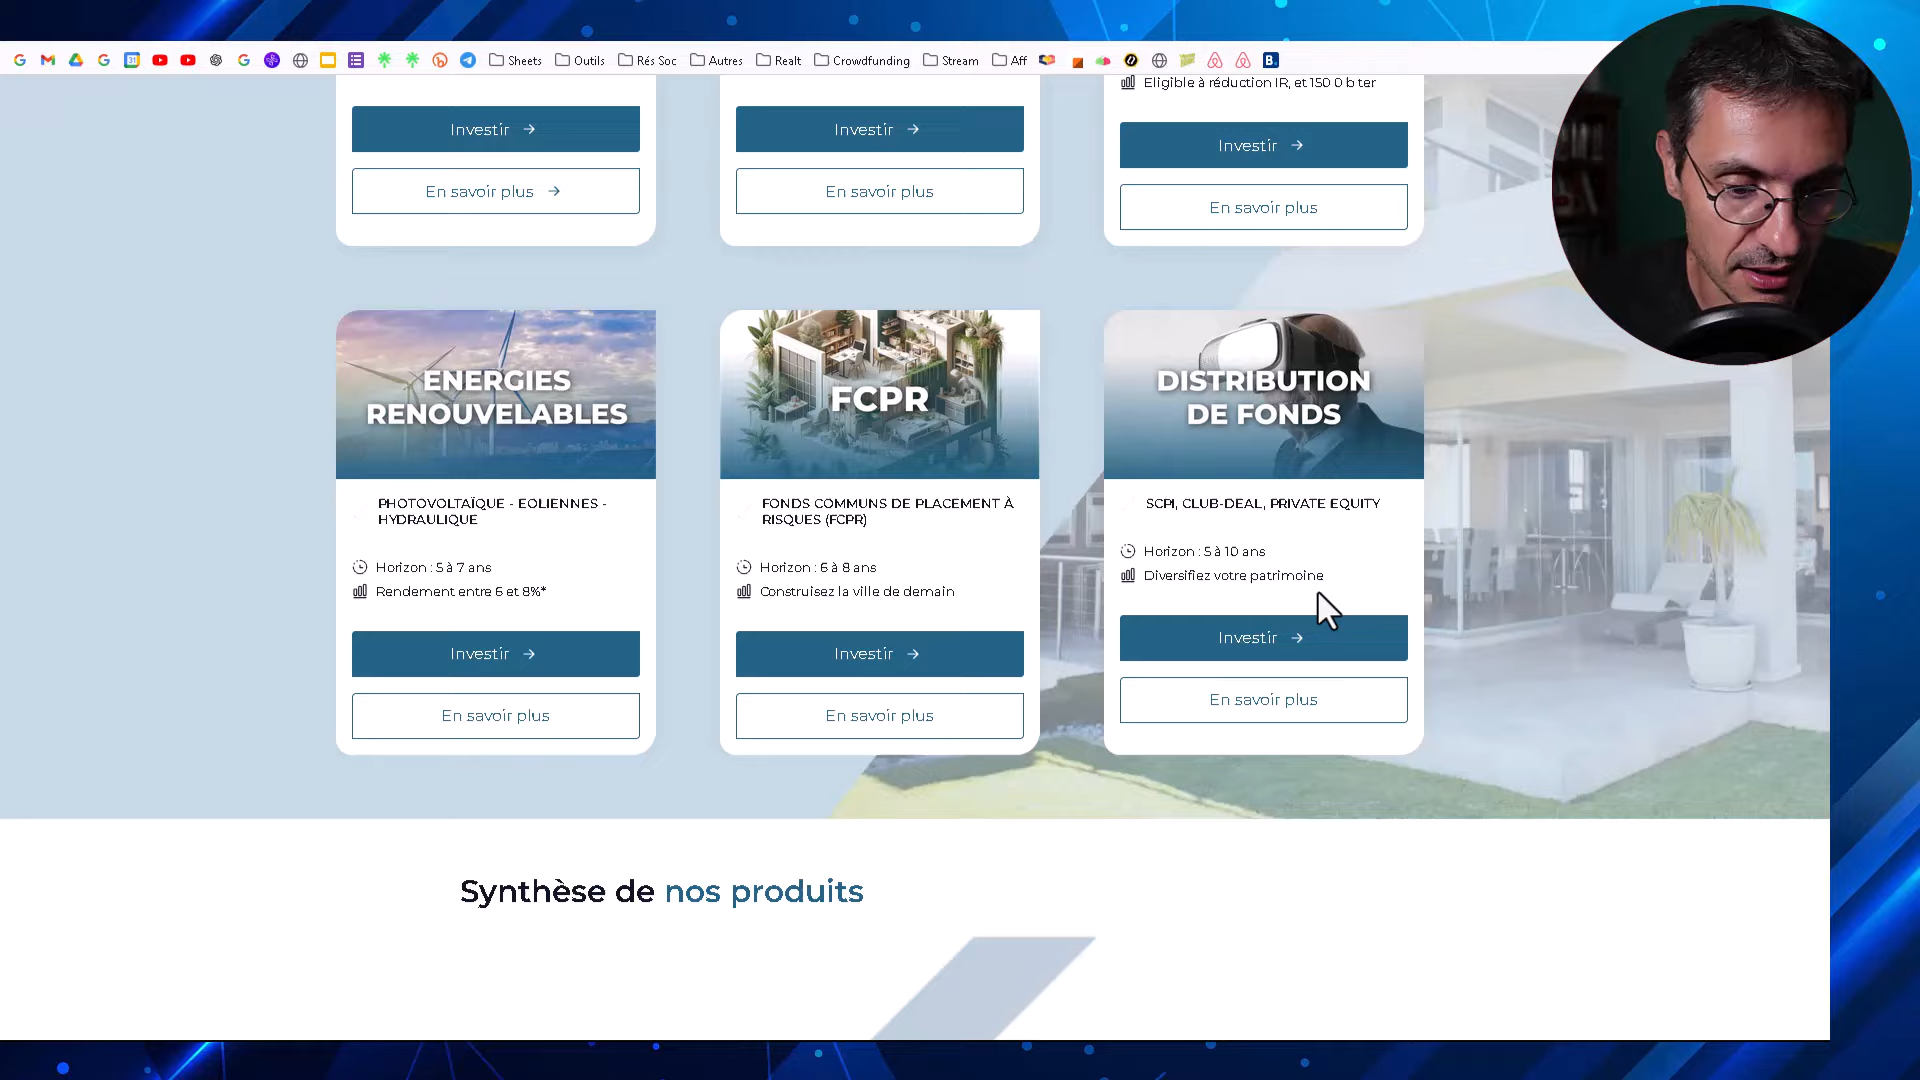 31
Sheets
Outils
Rés Soc
Autres
Realt
Crowdfunding
Stream
Aff
B.
Eligible à réduction IR, et 150 0 b ter
Investir
Investir
Investir
En savoir plus
En savoir plus
En savoir plus
ENERGIES
RENOUVELABLES
PHOTOVOLTAÏQUE - EOLIENNES -
HYDRAULIQUE
Horizon : 5 à 7 ans
Rendement entre 6 et 8%*
Investir
En savoir plus
FCPR
FONDS COMMUNS DE PLACEMENT À
RISQUES (FCPR)
Horizon : 6 à 8 ans
Construisez la ville de demain
Investir
En savoir plus
DISTRIBUTION
DE FONDS
SCPI, CLUB-DEAL, PRIVATE EQUITY
Horizon : 5 à 10 ans
Diversifiez votre patrimoine
Investir
En savoir plus
Synthèse de nos produits